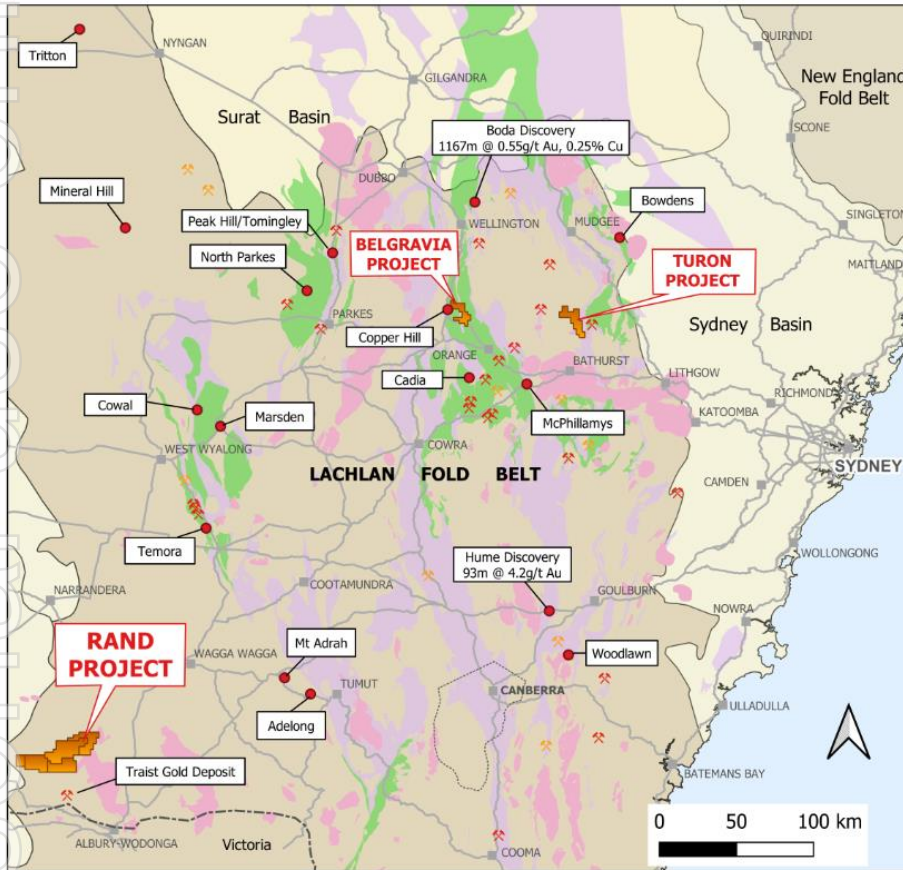 Tritton
NYNGAN
GILGANDRA
QUIRINDI
New England
Fold Belt
SCONE
Surat Basin
Boda Discovery
1167m @ 0.55g/t Au, 0.25% Cu
DUBBO
Mineral Hill
Peak Hill/Tomingley
BELGRAVIA
PROJECT
WELLINGTON
MUDGEE
Bowdens
SINGLETON
MAITLAND
North Parkes
TURON
PROJECT
PARKES
Copper Hill
Sydney Basin
ORANGE
BATHURST
LITHGOW
RICHMOND
Cadia
Cowal
Marsden
McPhillamys
KATOOMBA
WEST WYALONG
COWRA
LACHLAN FOLD BELT
SYDNEY
CAMDEN
Temora
Hume Discovery
93m @ 4.2g/t Au
WOLLONGONG
NARRANDERA
COOTAMUNDRA
GOULBURN
NOWRA
RAND
PROJECT
WAGGA WAGGA
Mt Adrah
Woodlawn
TUMUT
CANBERRA
Adelong
ULLADULLA
Traist Gold Deposit
BATEMANS BAY
ALBURY-WODONGA
Victoria
COOMA
0 50 100 km